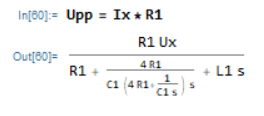 In[60]:= Upp = Ix * R1
Out[60]=
R1 Ux
R1 + 4 R1 / C1 (4 R1 + 1 / C1 s) s + L1 s